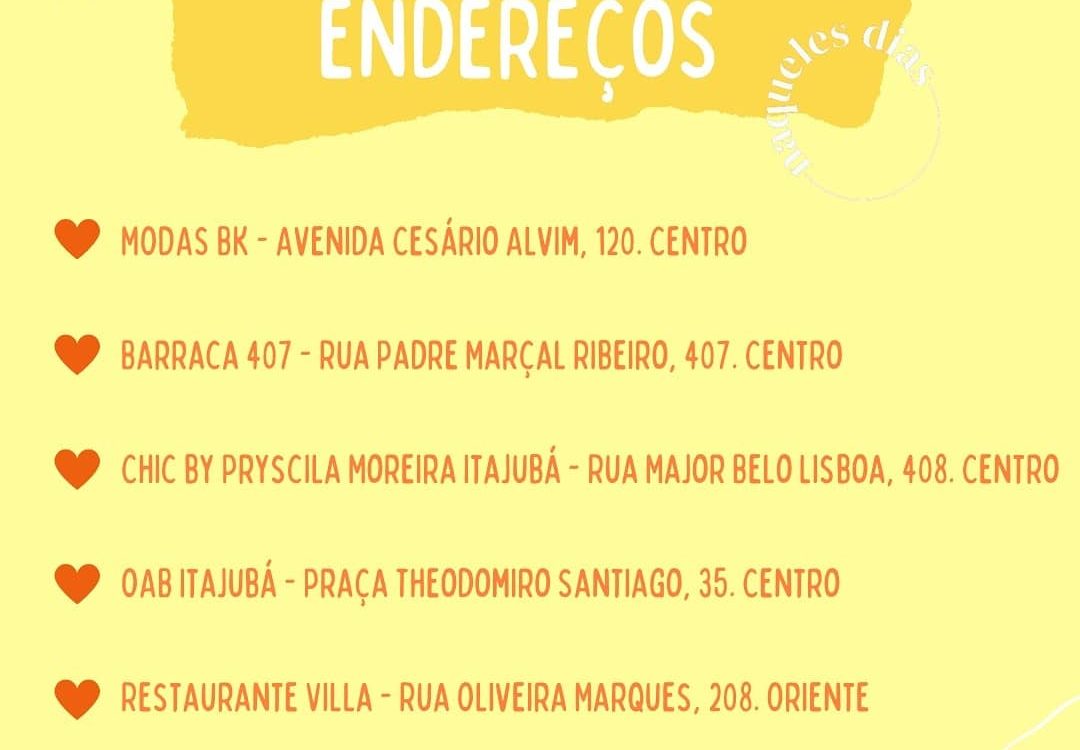 ENDEREÇOS
naqueles dias
MODAS BK - AVENIDA CESÁRIO ALVIM, 120. CENTRO
BARRACA 407 - RUA PADRE MARÇAL RIBEIRO, 407. CENTRO
CHIC BY PRYSCILA MOREIRA ITAJUBÁ - RUA MAJOR BELO LISBOA, 408. CENTRO
OAB ITAJUBÁ - PRAÇA THEODOMIRO SANTIAGO, 35. CENTRO
RESTAURANTE VILLA - RUA OLIVEIRA MARQUES, 208. ORIENTE